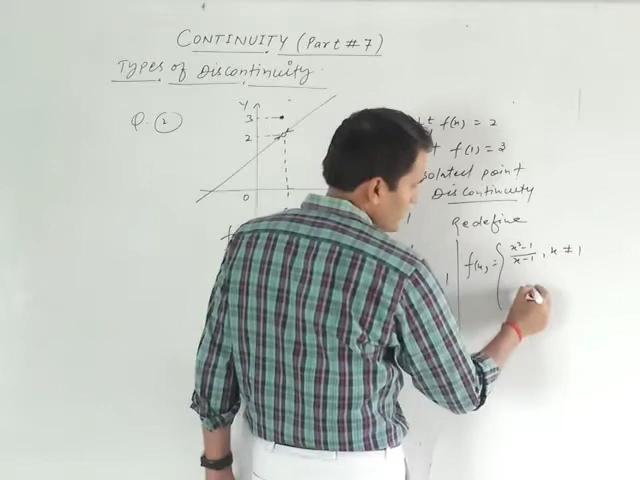 CONTINUITY (Part # 7)
Types of Discontinuity
Q. 2
Y
3
2
0
f(x) = 2
f(1) = 3
isolated point
Discontinuity
Redefine
f(x) = { x²-1 / x-1 , x ≠ 1